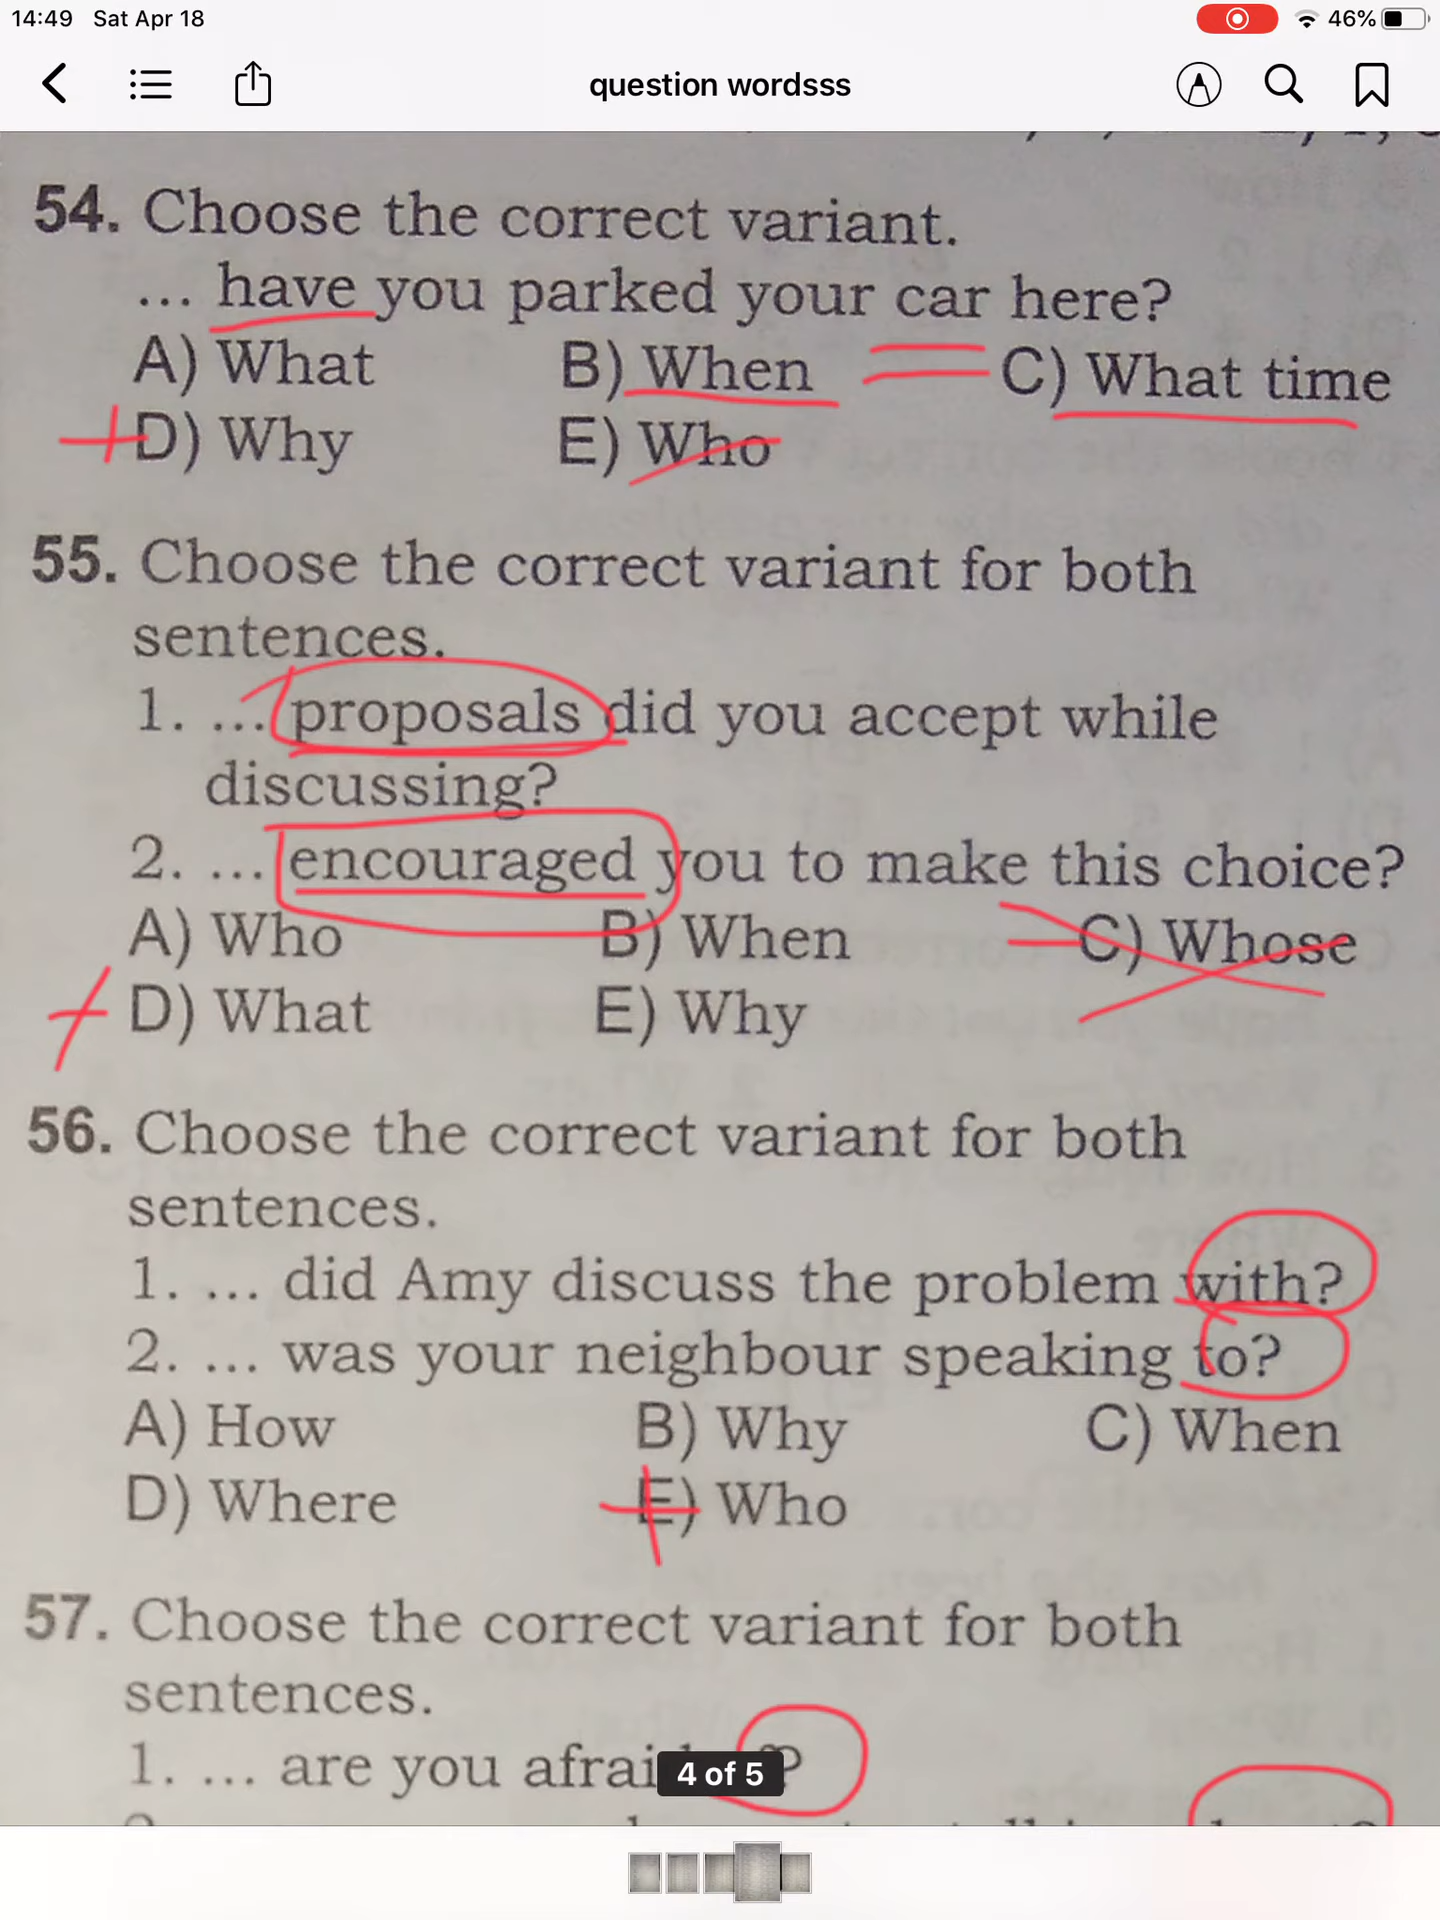 14:49 Sat Apr 18
46%
question wordsss
54. Choose the correct variant.
... have you parked your car here?
A) What B) When C) What time
D) Why E) Who
55. Choose the correct variant for both
sentences.
1. ... proposals did you accept while
discussing?
2. ... encouraged you to make this choice?
A) Who B) When C) Whose
D) What E) Why
56. Choose the correct variant for both
sentences.
1. ... did Amy discuss the problem with?
2. ... was your neighbour speaking to?
A) How B) Why C) When
D) Where E) Who
57. Choose the correct variant for both
sentences.
1. ... are you
4 of 5